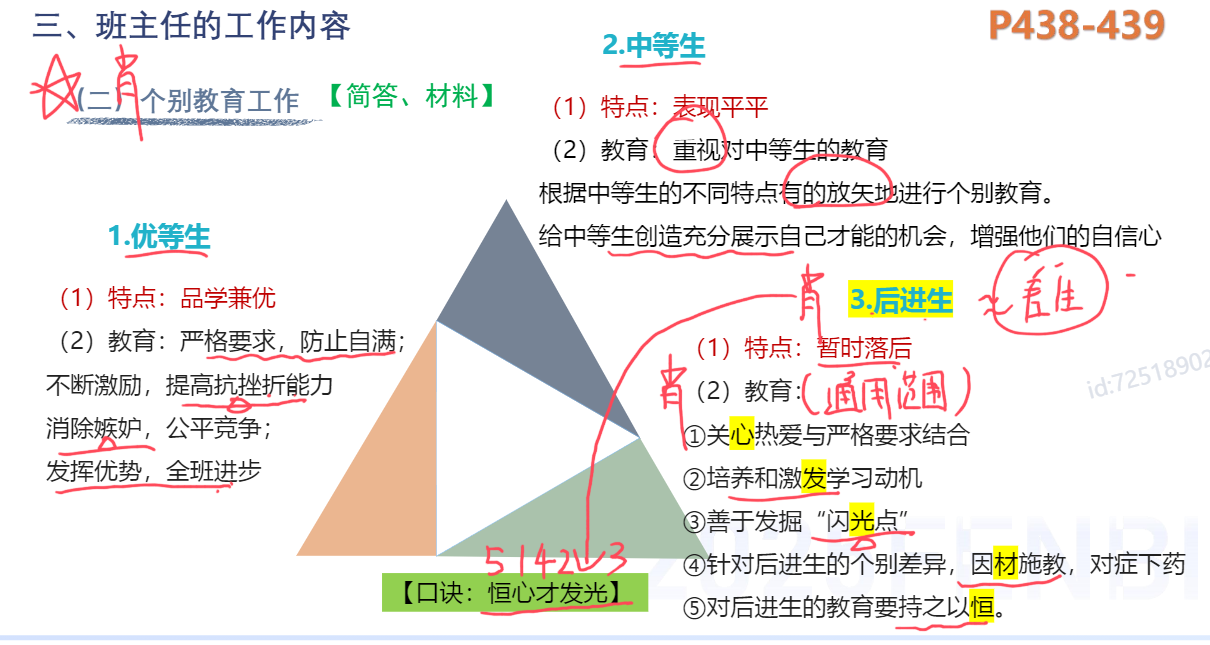 三、班主任的工作内容
P438-439
（二）个别教育工作
肖
【简答、材料】
1.优等生
（1）特点：品学兼优
（2）教育：严格要求，防止自满；
不断激励，提高抗挫折能力
消除嫉妒，公平竞争；
发挥优势，全班进步
2.中等生
（1）特点：表现平平
（2）教育：重视对中等生的教育
根据中等生的不同特点有的放矢地进行个别教育。
给中等生创造充分展示自己才能的机会，增强他们的自信心
肖
3.后进生
≈差生
（1）特点：暂时落后
肖
（2）教育：（通用范围）
①关心热爱与严格要求结合
②培养和激发学习动机
③善于发掘“闪光点”
④针对后进生的个别差异，因材施教，对症下药
⑤对后进生的教育要持之以恒。
51423
【口诀：恒心才发光】
id:72518902
2025FENBI